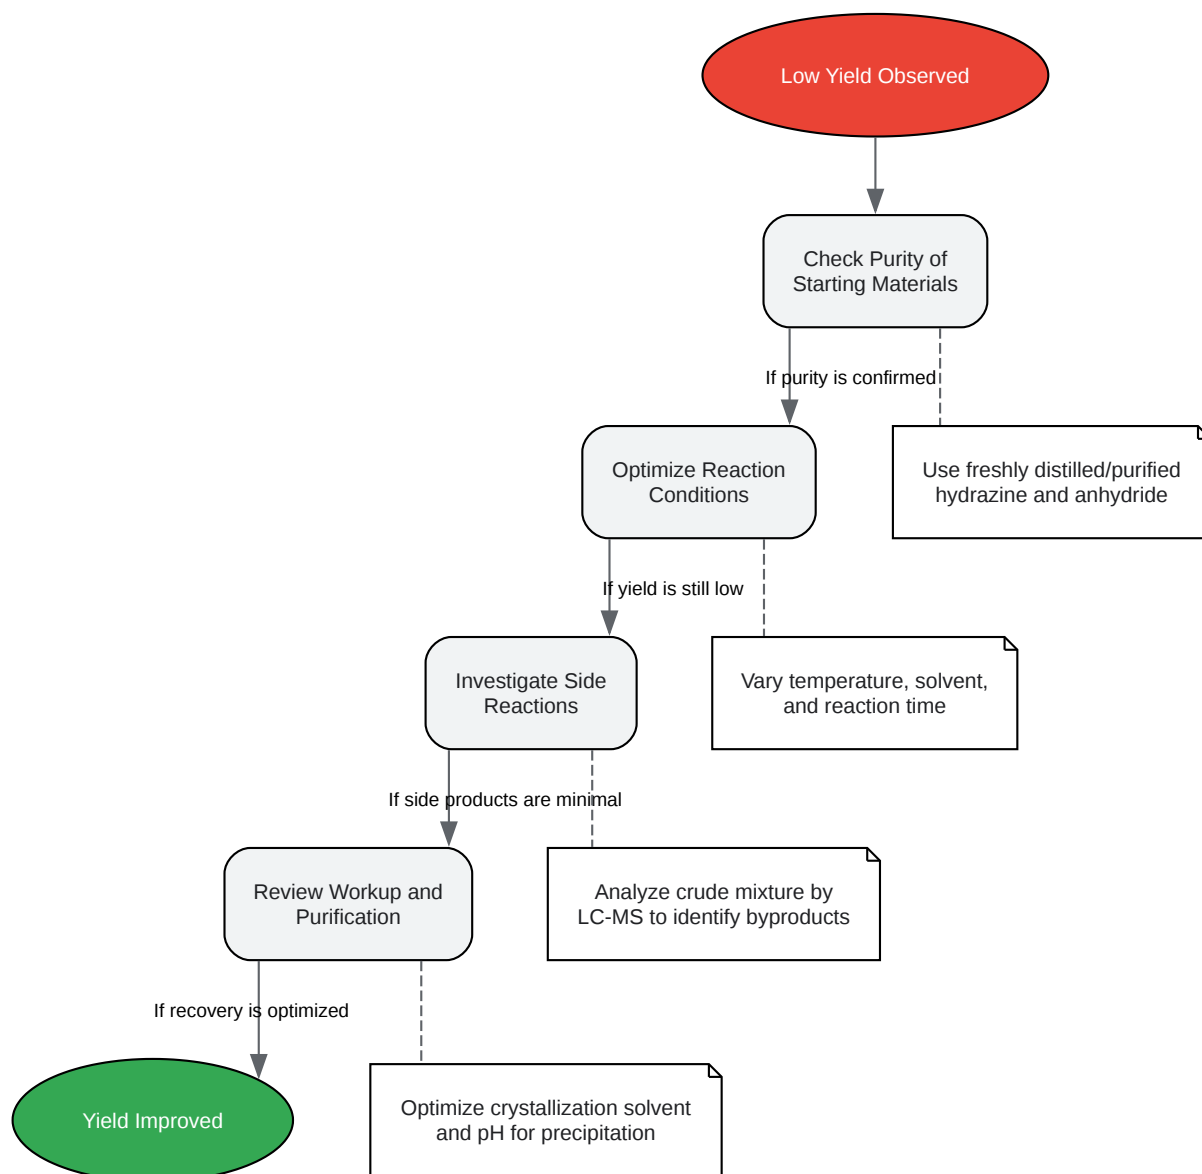 Low Yield Observed
Check Purity of
Starting Materials
If purity is confirmed
Optimize Reaction
Conditions
Use freshly distilled/purified
hydrazine and anhydride
If yield is still low
Investigate Side
Reactions
Vary temperature, solvent,
and reaction time
If side products are minimal
Review Workup and
Purification
Analyze crude mixture by
LC-MS to identify byproducts
If recovery is optimized
Yield Improved
Optimize crystallization solvent
and pH for precipitation